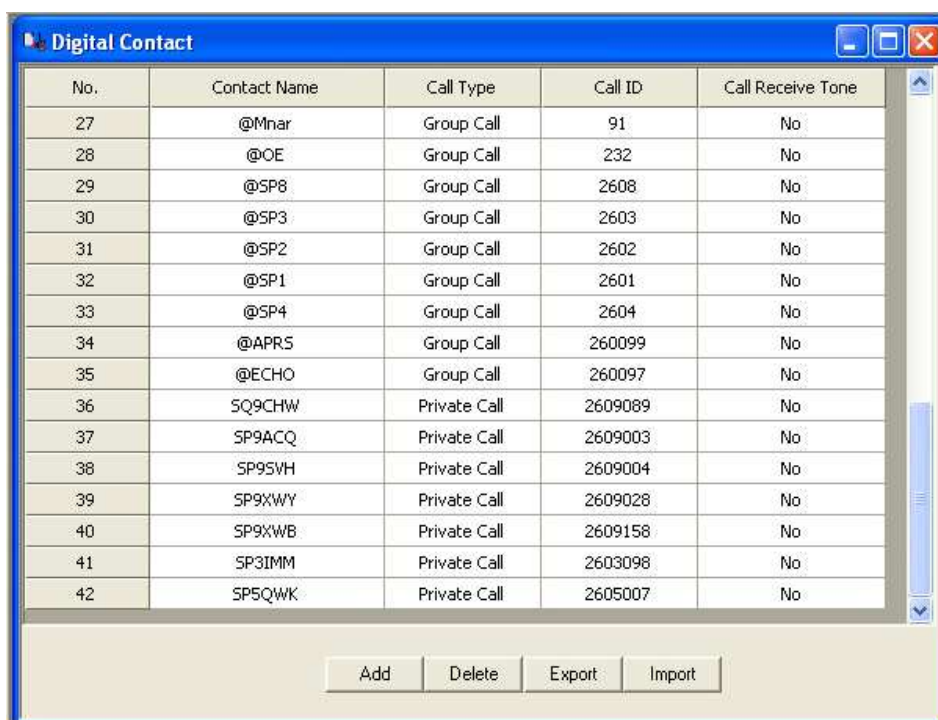 Digital Contact
No. Contact Name Call Type Call ID Call Receive Tone
27 @Mnar Group Call 91 No
28 @OE Group Call 232 No
29 @SP8 Group Call 2608 No
30 @SP3 Group Call 2603 No
31 @SP2 Group Call 2602 No
32 @SP1 Group Call 2601 No
33 @SP4 Group Call 2604 No
34 @APRS Group Call 260099 No
35 @ECHO Group Call 260097 No
36 SQ9CHW Private Call 2609089 No
37 SP9ACQ Private Call 2609003 No
38 SP9SVH Private Call 2609004 No
39 SP9XWY Private Call 2609028 No
40 SP9XWB Private Call 2609158 No
41 SP3IMM Private Call 2603098 No
42 SP5QWK Private Call 2605007 No
Add Delete Export Import